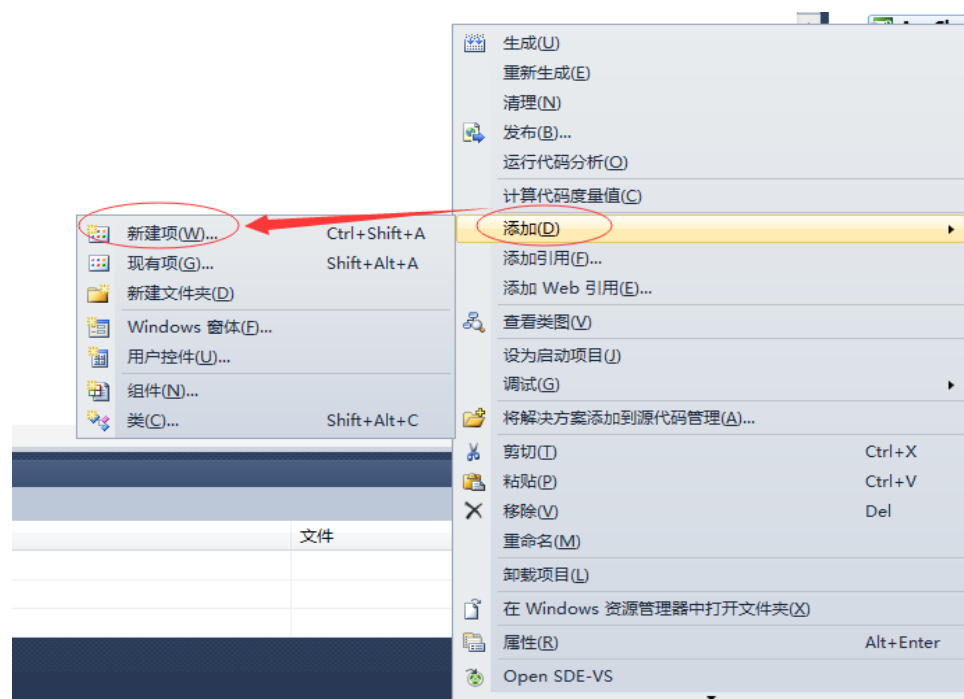 生成(U)
重新生成(E)
清理(N)
发布(B)...
运行代码分析(O)
计算代码度量值(C)
添加(D)
添加引用(F)...
添加 Web 引用(E)...
查看类图(V)
设为启动项目(J)
调试(G)
将解决方案添加到源代码管理(A)...
剪切(T) Ctrl+X
粘贴(P) Ctrl+V
移除(V) Del
重命名(M)
卸载项目(L)
在 Windows 资源管理器中打开文件夹(X)
属性(R) Alt+Enter
Open SDE-VS
新建项(W)... Ctrl+Shift+A
现有项(G)... Shift+Alt+A
新建文件夹(D)
Windows 窗体(F)...
用户控件(U)...
组件(N)...
类(C)... Shift+Alt+C
文件